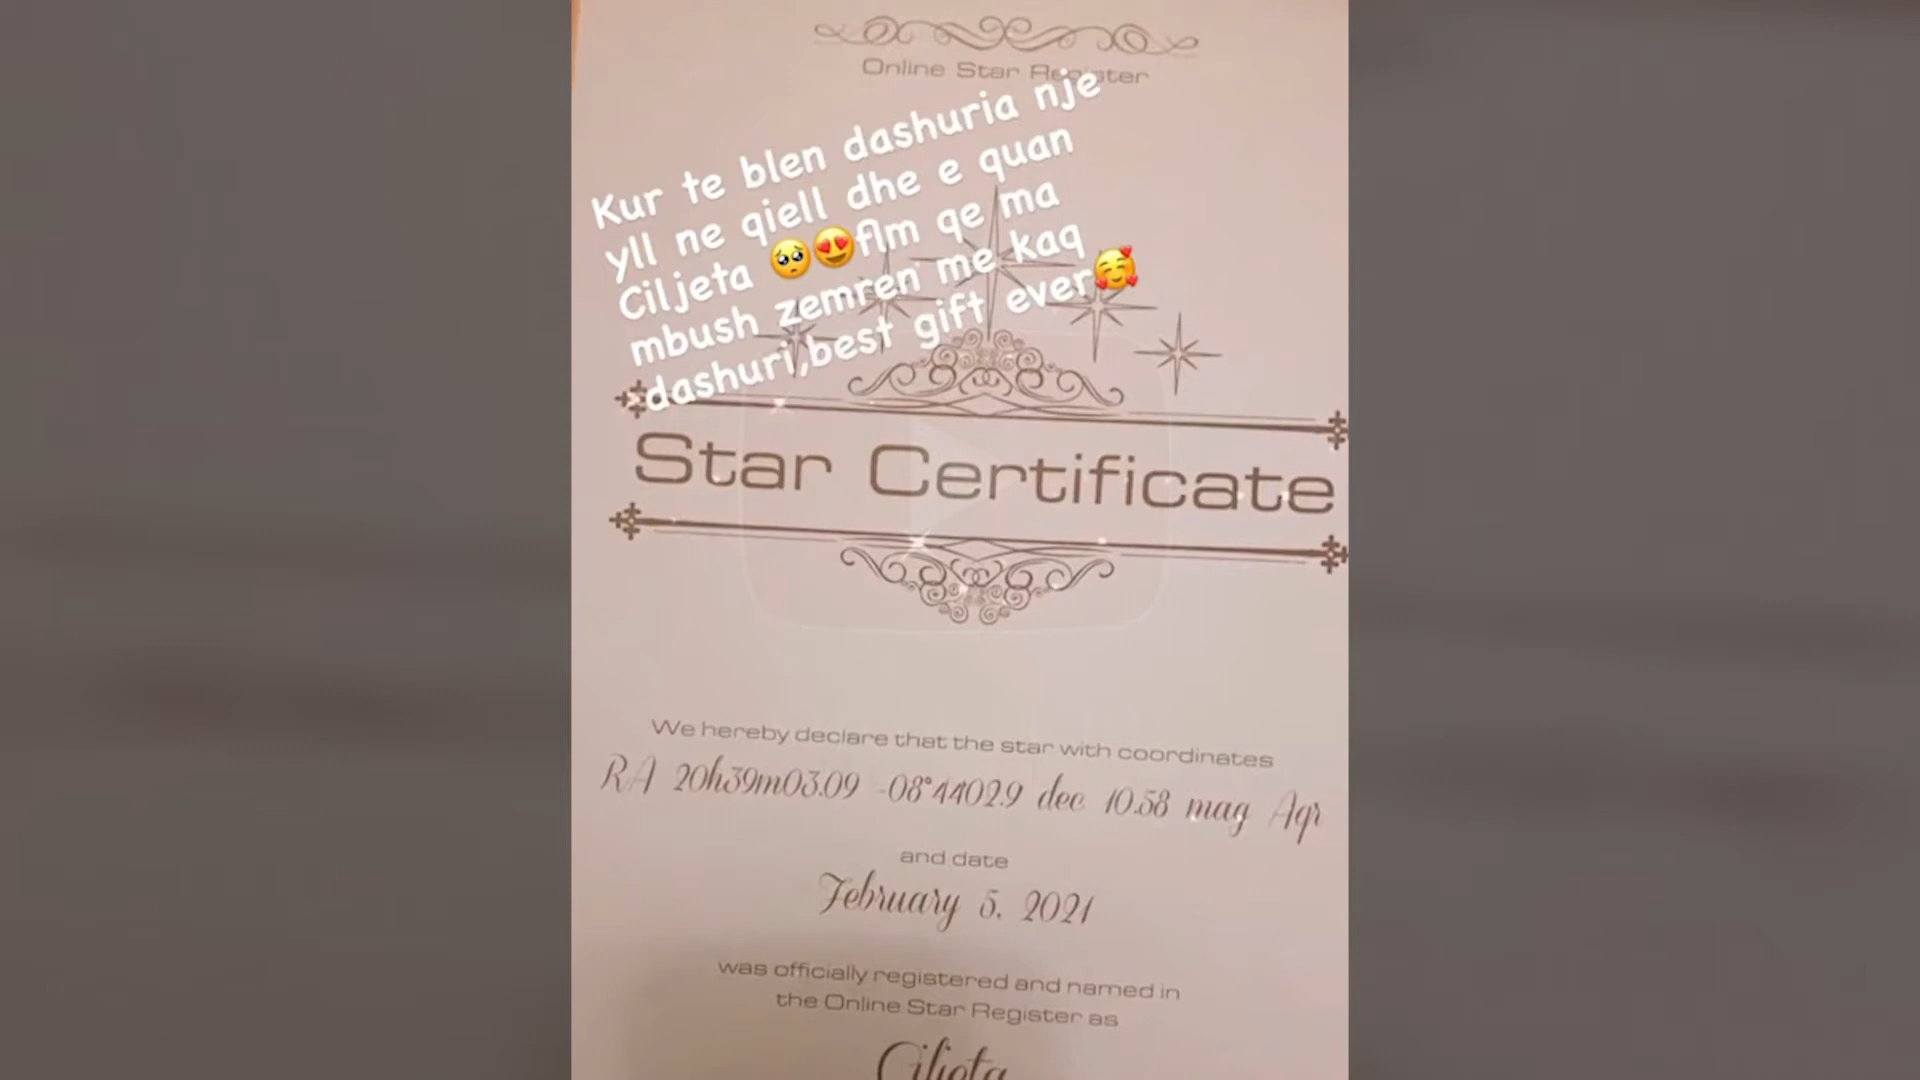 Online Star Register
Kur te blen dashuria nje
yll ne qiell dhe e quan
Ciljeta 🥺😍flm qe ma
mbush zemren me kaq
dashuri,best gift ever🥰
Star Certificate
We hereby declare that the star with coordinates
RA 20h39m03.09 -08°4402.9 dec 10.58 mag Aqr
and date
February 5, 2021
was officially registered and named in
the Online Star Register as
Ciljeta